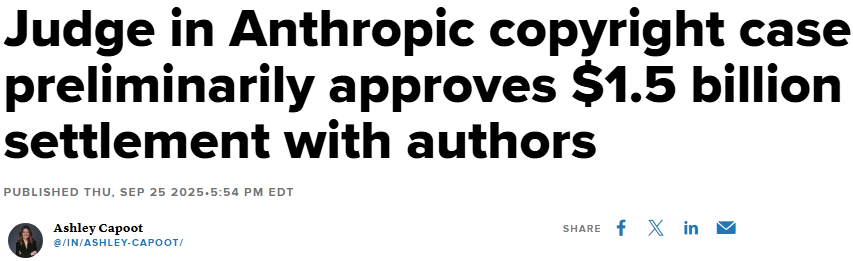 Judge in Anthropic copyright case
preliminarily approves $1.5 billion
settlement with authors
PUBLISHED THU, SEP 25 2025•5:54 PM EDT
Ashley Capoot
@/IN/ASHLEY-CAPOOT/
SHARE